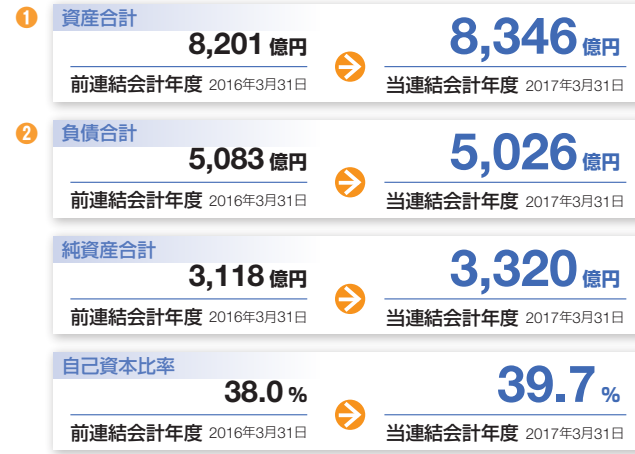 ❶ 資産合計
8,201 億円 8,346 億円
前連結会計年度 2016年3月31日 当連結会計年度 2017年3月31日
❷ 負債合計
5,083 億円 5,026 億円
前連結会計年度 2016年3月31日 当連結会計年度 2017年3月31日
純資産合計
3,118 億円 3,320 億円
前連結会計年度 2016年3月31日 当連結会計年度 2017年3月31日
自己資本比率
38.0 % 39.7 %
前連結会計年度 2016年3月31日 当連結会計年度 2017年3月31日